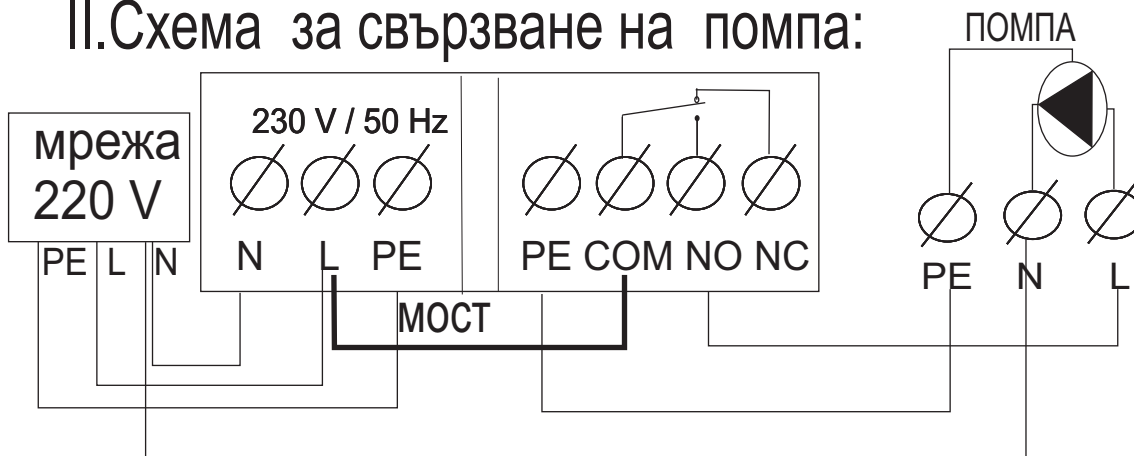 II.Схема за свързване на помпа:
ПОМПА
230 V / 50 Hz
мрежа
220 V
PE L N
N L PE
PE COM NO NC
PE N L
МОСТ